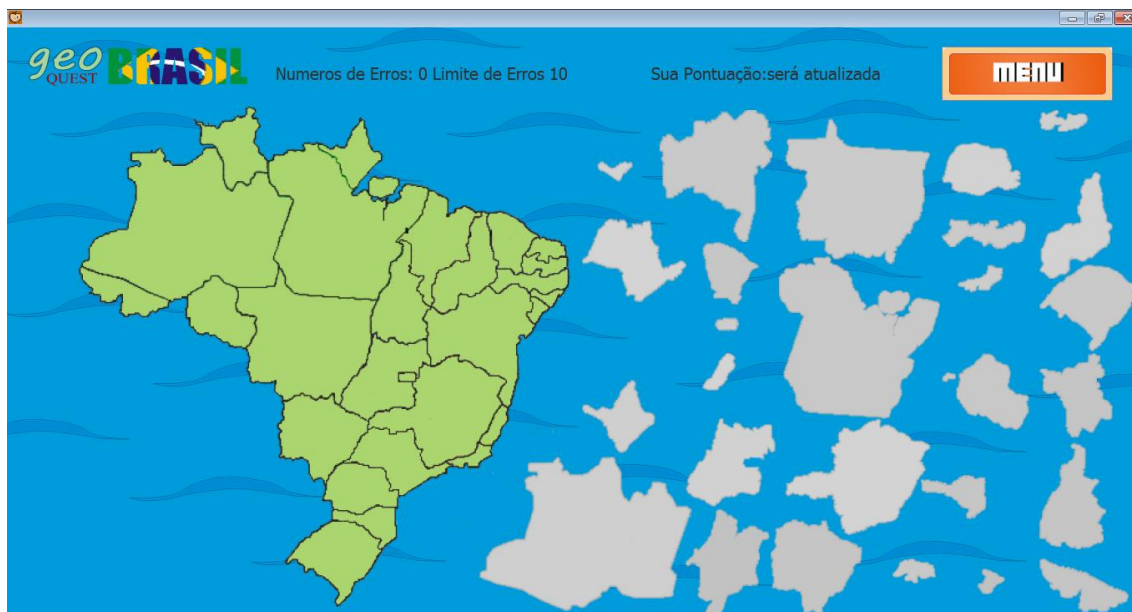 geo
QUEST
BRASIL
Numeros de Erros: 0 Limite de Erros 10
Sua Pontuação:será atualizada
MENU